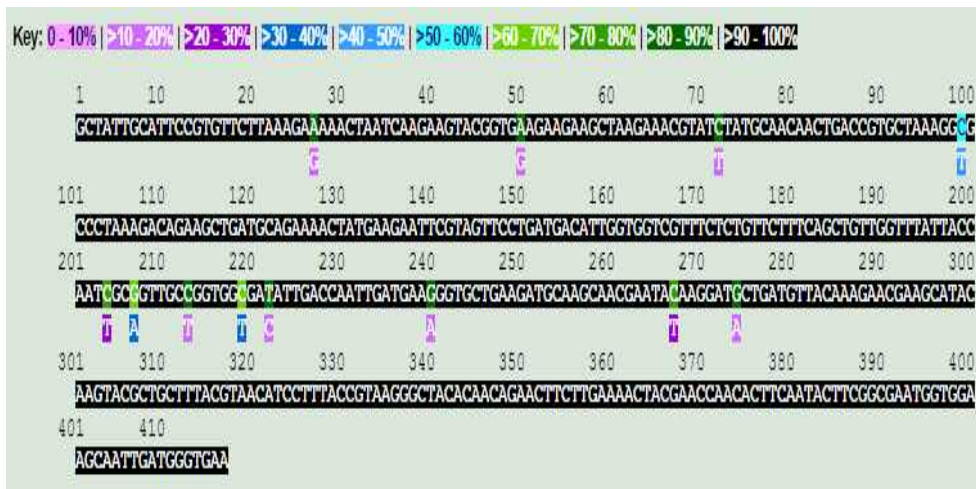 Key: 0 - 10% | >10 - 20% | >20 - 30% | >30 - 40% | >40 - 50% | >50 - 60% | >60 - 70% | >70 - 80% | >80 - 90% | >90 - 100%
1 10 20 30 40 50 60 70 80 90 100
GCTATTGCATTCCGTGTTCTTAAAGAAAAACTAATCAAGAAGTACGGTGAAGAAGAAGCTAAGAAACGTATCTATGCAACAACTGACCGTGCTAAAGGCG
G G T T
101 110 120 130 140 150 160 170 180 190 200
CCCTAAAGACAGAAGCTGATGCAGAAAACTATGAAGAATTCGTAGTTCCTGATGACATTGGTGGTCGTTTCTCTGTTCTTTCAGCTGTTGGTTTATTACC
201 210 220 230 240 250 260 270 280 290 300
AATCGCGGTTGCCGGTGGCGATATTGACCAATTGATGAAGGGTGCTGAAGATGCAAGCAACGAATACAAGGATGCTGATGTTACAAAGAACGAAGCATAC
T A T T C A T A
301 310 320 330 340 350 360 370 380 390 400
AAGTACGCTGCTTTACGTAACATCCTTTACCGTAAGGGCTACACAACAGAACTTCTTGAAAACTACGAACCAACACTTCAATACTTCGGCGAATGGTGGA
401 410
AGCAATTGATGGGTGAA